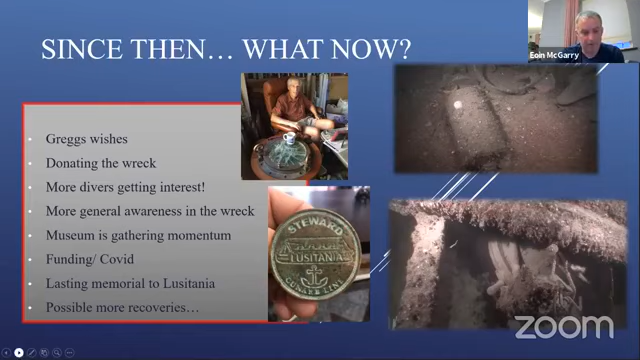 SINCE THEN… WHAT NOW?
Eoin McGarry
• Greggs wishes
• Donating the wreck
• More divers getting interest!
• More general awareness in the wreck
• Museum is gathering momentum
• Funding/ Covid
• Lasting memorial to Lusitania
• Possible more recoveries…
STEWARD
LUSITANIA
CUNARD LINE
zoom